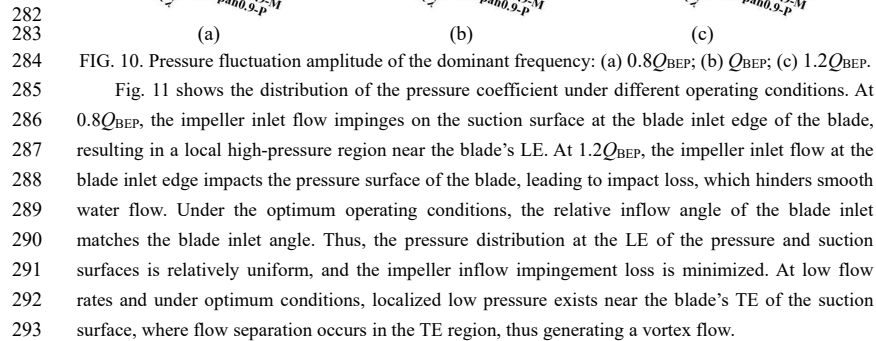 282
283 (a) (b) (c)
284 FIG. 10. Pressure fluctuation amplitude of the dominant frequency: (a) 0.8QBEP; (b) QBEP; (c) 1.2QBEP.
285 Fig. 11 shows the distribution of the pressure coefficient under different operating conditions. At
286 0.8QBEP, the impeller inlet flow impinges on the suction surface at the blade inlet edge of the blade,
287 resulting in a local high-pressure region near the blade’s LE. At 1.2QBEP, the impeller inlet flow at the
288 blade inlet edge impacts the pressure surface of the blade, leading to impact loss, which hinders smooth
289 water flow. Under the optimum operating conditions, the relative inflow angle of the blade inlet
290 matches the blade inlet angle. Thus, the pressure distribution at the LE of the pressure and suction
291 surfaces is relatively uniform, and the impeller inflow impingement loss is minimized. At low flow
292 rates and under optimum conditions, localized low pressure exists near the blade’s TE of the suction
293 surface, where flow separation occurs in the TE region, thus generating a vortex flow.